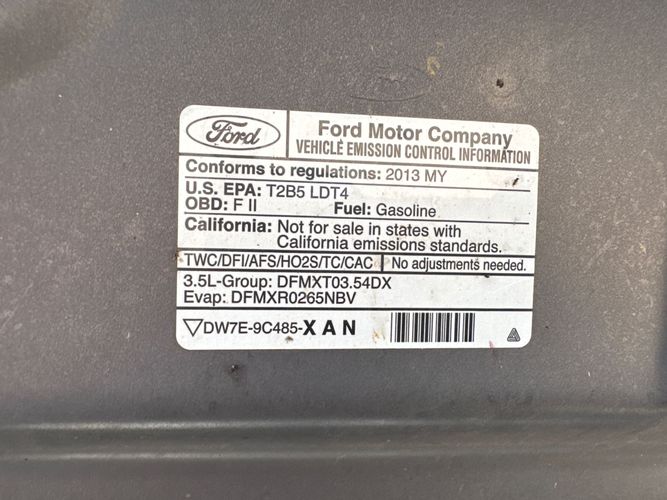 Ford
Ford Motor Company
VEHICLE EMISSION CONTROL INFORMATION
Conforms to regulations: 2013 MY
U.S. EPA: T2B5 LDT4
OBD: F II Fuel: Gasoline
California: Not for sale in states with
California emissions standards.
TWC/DFI/AFS/HO2S/TC/CAC No adjustments needed.
3.5L-Group: DFMXT03.54DX
Evap: DFMXR0265NBV
DW7E-9C485-XAN